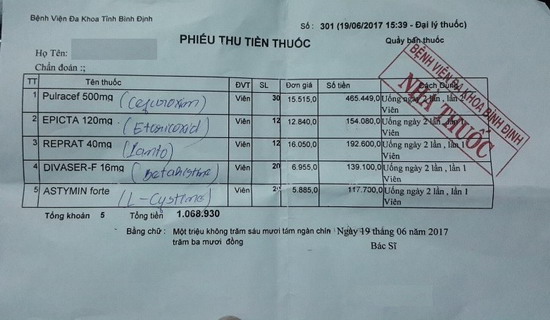 Bệnh Viện Đa Khoa Tỉnh Bình Định
Số : 301 (19/06/2017 15:39 - Đại lý thuốc)
PHIẾU THU TIỀN THUỐC
Quầy bán thuốc
Họ Tên:
Chẩn đoán :;
TT Tên thuốc ĐVT SL Đơn giá Số tiền Cách Dùng
1 Pulracef 500mg (Cefuroxim) Viên 30 15.515,0 465.449,0 Uống ngày 2 lần , lần
Viên
2 EPICTA 120mg (Etoricoxid) Viên 12 12.840,0 154.080,0 Uống ngày 2 lần , lần
Viên
3 REPRAT 40mg Viên 12 16.050,0 192.600,0 Uống ngày 2 lần , lần 1
Viên
4 DIVASER-F 16mg (betahistine) Viên 20 6.955,0 139.100,0 Uống ngày 2 lần , lần 1
Viên
5 ASTYMIN forte (L-Cystine) Viên 5.885,0 117.700,0 Uống ngày 2 lần , lần 1
Viên
Tổng khoản 5 Tổng tiền 1.068.930
Bằng chữ: Một triệu không trăm sáu mươi tám ngàn chín
trăm ba mươi đồng
Ngày 19 tháng 06 năm 2017
Bác Sĩ
BỆNH VIỆN ĐA KHOA BÌNH ĐỊNH
NHÀ THUỐC